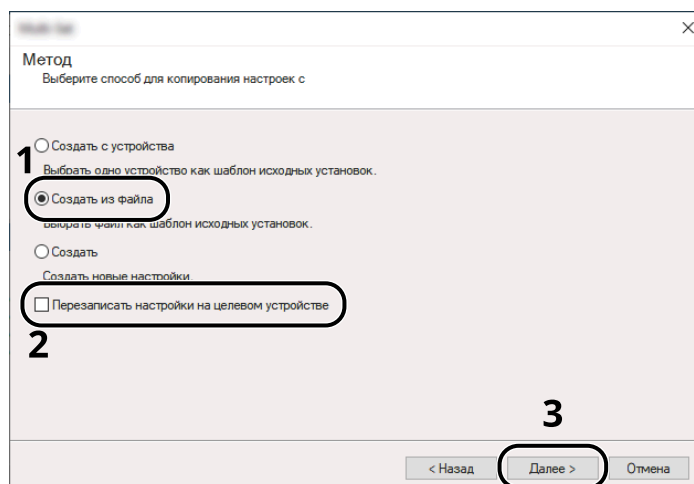 Метод
Выберите способ для копирования настроек с
Создать с устройства
1
Выбрать одно устройство как шаблон исходных установок.
Создать из файла
Выбрать файл как шаблон исходных установок.
Создать
Создать новые настройки.
Перезаписать настройки на целевом устройстве
2
3
< Назад Далее > Отмена